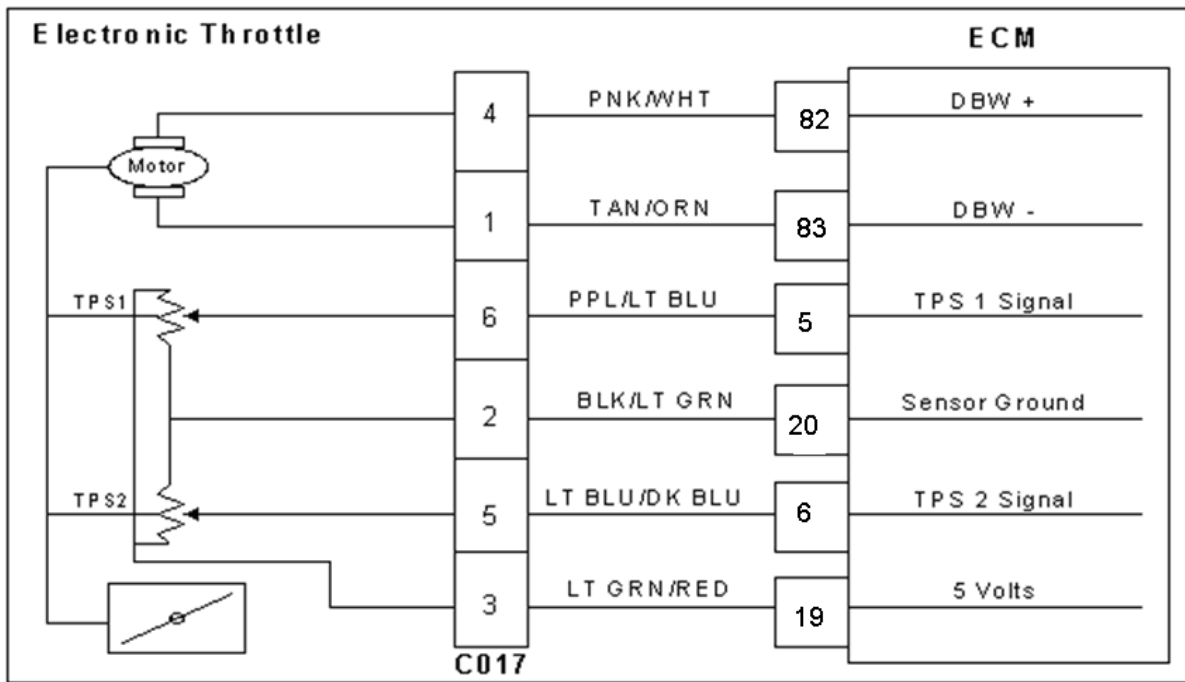 Electronic Throttle
ECM
4
PNK/WHT
82
DBW +
Motor
1
TAN/ORN
83
DBW -
TPS1
6
PPL/LT BLU
5
TPS 1 Signal
2
BLK/LT GRN
20
Sensor Ground
TPS2
5
LT BLU/DK BLU
6
TPS 2 Signal
3
LT GRN/RED
19
5 Volts
C017